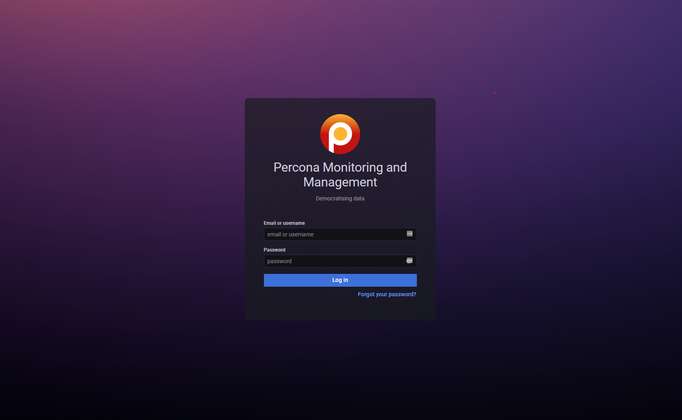 Percona Monitoring and
Management
Democratising data
Email or username
email or username
Password
password
Log in
Forgot your password?